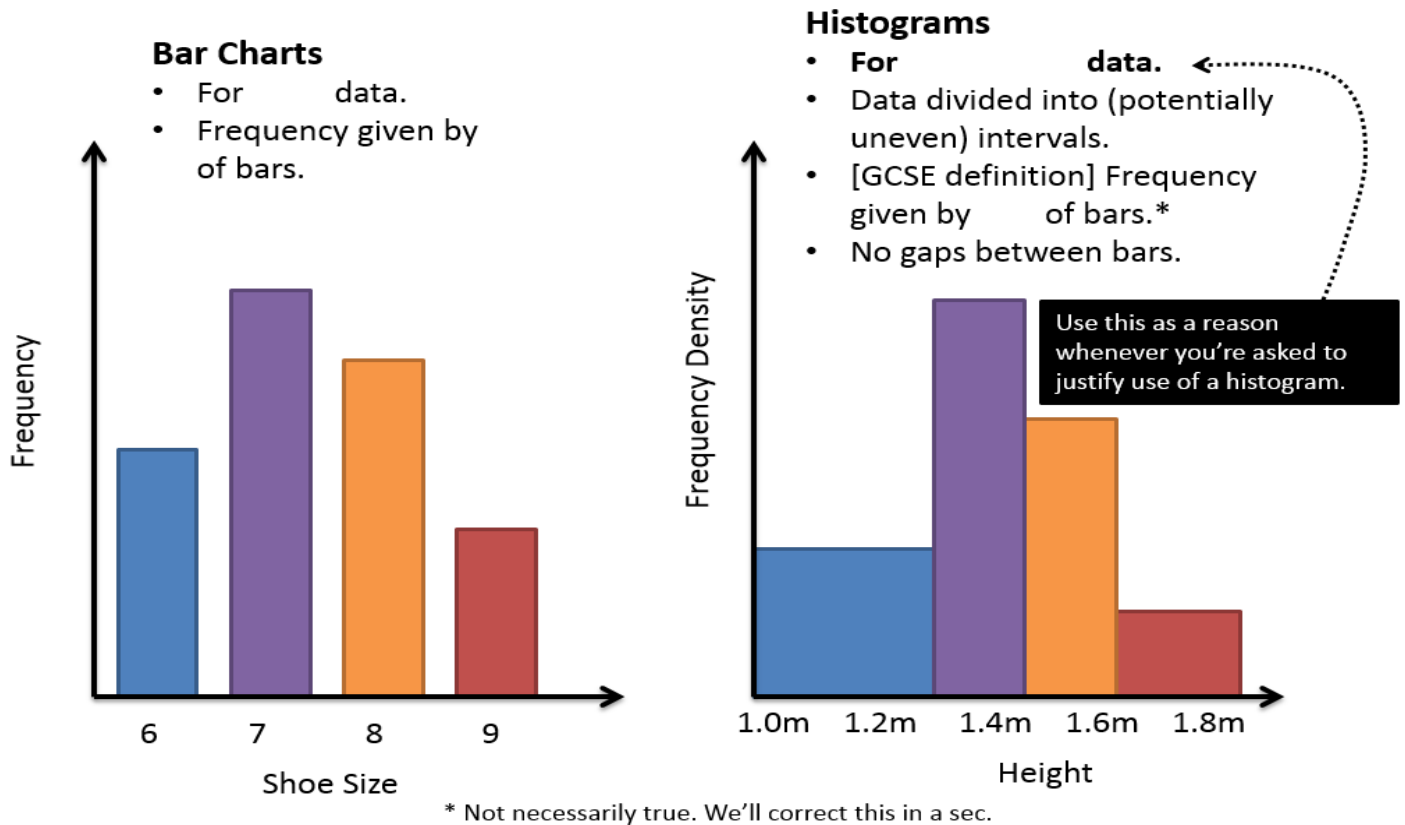 Bar Charts
• For data.
• Frequency given by
of bars.
Frequency
6 7 8 9
Shoe Size
Histograms
• For data.
• Data divided into (potentially
uneven) intervals.
• [GCSE definition] Frequency
given by of bars.*
• No gaps between bars.
Use this as a reason
whenever you’re asked to
justify use of a histogram.
Frequency Density
1.0m 1.2m 1.4m 1.6m 1.8m
Height
* Not necessarily true. We’ll correct this in a sec.